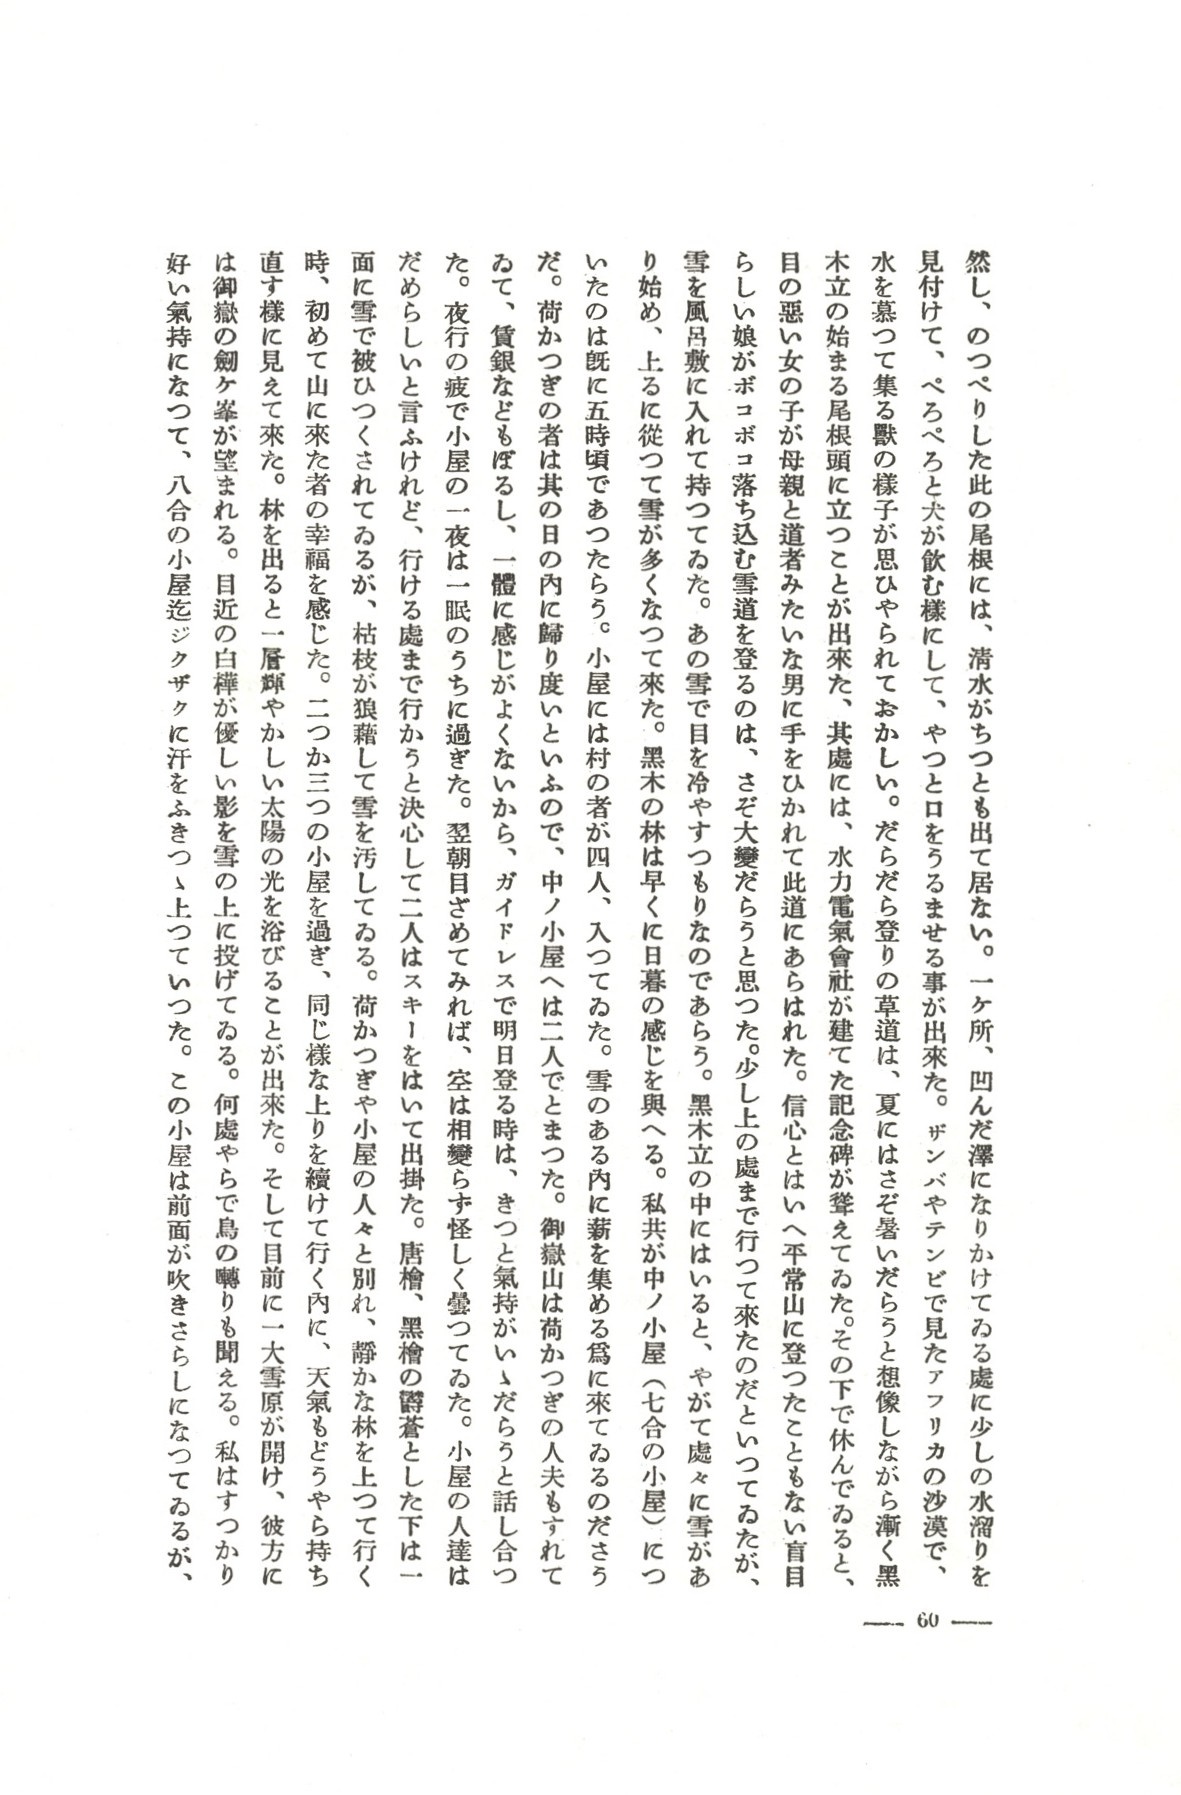 然し、のつぺりした此の尾根には、清水がちつとも出て居ない。一ケ所、凹んだ澤になりかけてゐる處に少しの水溜りを
見付けて、ぺろぺろと犬が飮む樣にして、やつと口をうるませる事が出來た。ザンバやテンビで見たアフリカの沙漠で、
水を慕つて集る獸の樣子が思ひやられておかしい。だらだら登りの草道は、夏にはさぞ暑いだらうと想像しながら漸く黑
木立の始まる尾根頭に立つことが出來た、其處には、水力電氣會社が建てた記念碑が聳えてゐた。その下で休んでゐると、
目の惡い女の子が母親と道者みたいな男に手をひかれて此道にあらはれた。信心とはいへ平常山に登つたこともない盲目
らしい娘がボコボコ落ち込む雪道を登るのは、さぞ大變だらうと思つた。少し上の處まで行つて來たのだといつてゐたが、
雪を風呂敷に入れて持つてゐた。あの雪で目を冷やすつもりなのであらう。黑木立の中にはいると、やがて處々に雪があ
り始め、上るに從つて雪が多くなつて來た。黑木の林は早くに日暮の感じを與へる。私共が中ノ小屋（七合の小屋）につ
いたのは旣に五時頃であつたらう。小屋には村の者が四人、入つてゐた。雪のある內に薪を集める爲に來てゐるのださう
だ。荷かつぎの者は其の日の內に歸り度いといふので、中ノ小屋へは二人でとまつた。御嶽山は荷かつぎの人夫もすれて
ゐて、賃銀などもぼるし、一體に感じがよくないから、ガイドレスで明日登る時は、きつと氣持がいゝだらうと話し合つ
た。夜行の疲で小屋の一夜は一眠のうちに過ぎた。翌朝目ざめてみれば、空は相變らず怪しく曇つてゐた。小屋の人達は
だめらしいと言ふけれど、行ける處まで行かうと決心して二人はスキーをはいて出掛た。唐檜、黑檜の鬱蒼とした下は一
面に雪で被ひつくされてゐるが、枯枝が狼藉して雪を汚してゐる。荷かつぎや小屋の人々と別れ、靜かな林を上つて行く
時、初めて山に來た者の幸福を感じた。二つか三つの小屋を過ぎ、同じ樣な上りを續けて行く內に、天氣もどうやら持ち
直す樣に見えて來た。林を出ると一層輝やかしい太陽の光を浴びることが出來た。そして目前に一大雪原が開け、彼方に
は御嶽の劒ケ峯が望まれる。目近の白樺が優しい影を雪の上に投げてゐる。何處やらで鳥の囀りも聞える。私はすつかり
好い氣持になつて、八合の小屋迄ジクザクに汗をふきつゝ上つていつた。この小屋は前面が吹きさらしになつてゐるが、
60